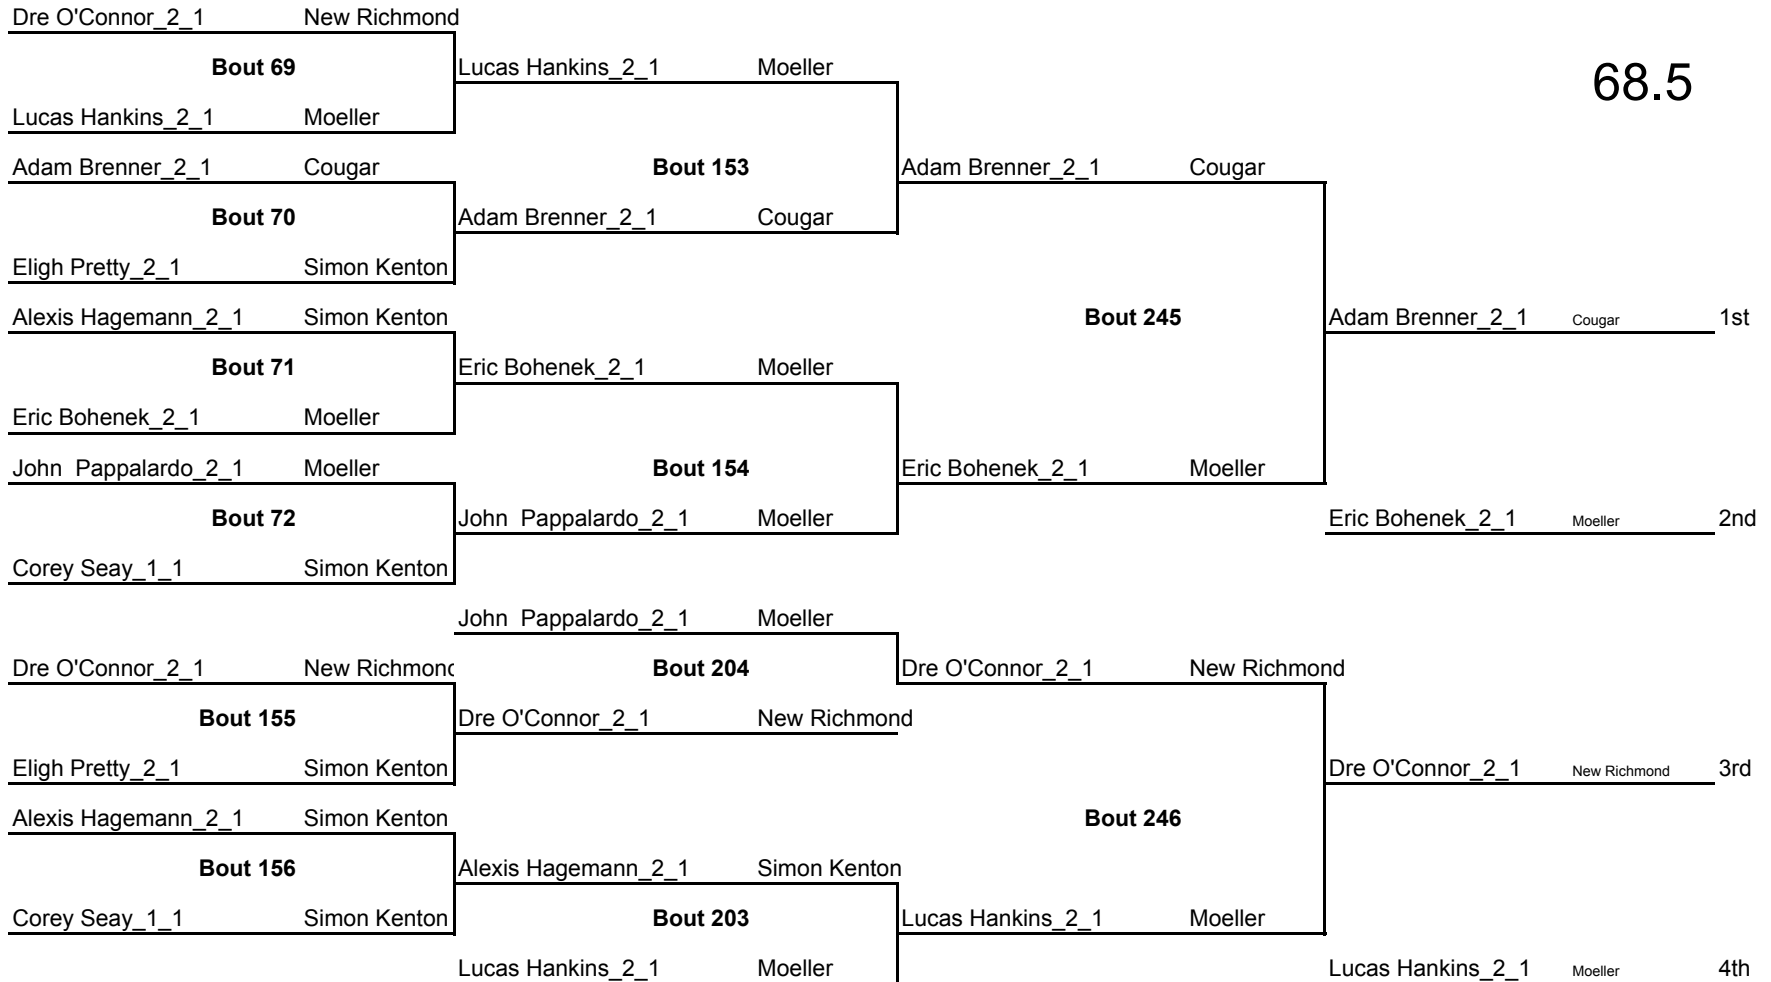 Dre O'Connor_2_1 New Richmond
Bout 69 Lucas Hankins_2_1 Moeller 68.5
Lucas Hankins_2_1 Moeller
Adam Brenner_2_1 Cougar Bout 153 Adam Brenner_2_1 Cougar
Bout 70 Adam Brenner_2_1 Cougar
Eligh Pretty_2_1 Simon Kenton
Alexis Hagemann_2_1 Simon Kenton Bout 245 Adam Brenner_2_1 Cougar 1st
Bout 71 Eric Bohenek_2_1 Moeller
Eric Bohenek_2_1 Moeller
John  Pappalardo_2_1 Moeller Bout 154 Eric Bohenek_2_1 Moeller
Bout 72 John  Pappalardo_2_1 Moeller Eric Bohenek_2_1 Moeller 2nd
Corey Seay_1_1 Simon Kenton
John  Pappalardo_2_1 Moeller
Dre O'Connor_2_1 New Richmond Bout 204 Dre O'Connor_2_1 New Richmond
Bout 155 Dre O'Connor_2_1 New Richmond
Eligh Pretty_2_1 Simon Kenton Dre O'Connor_2_1 New Richmond 3rd
Alexis Hagemann_2_1 Simon Kenton Bout 246
Bout 156 Alexis Hagemann_2_1 Simon Kenton
Corey Seay_1_1 Simon Kenton Bout 203 Lucas Hankins_2_1 Moeller
Lucas Hankins_2_1 Moeller Lucas Hankins_2_1 Moeller 4th